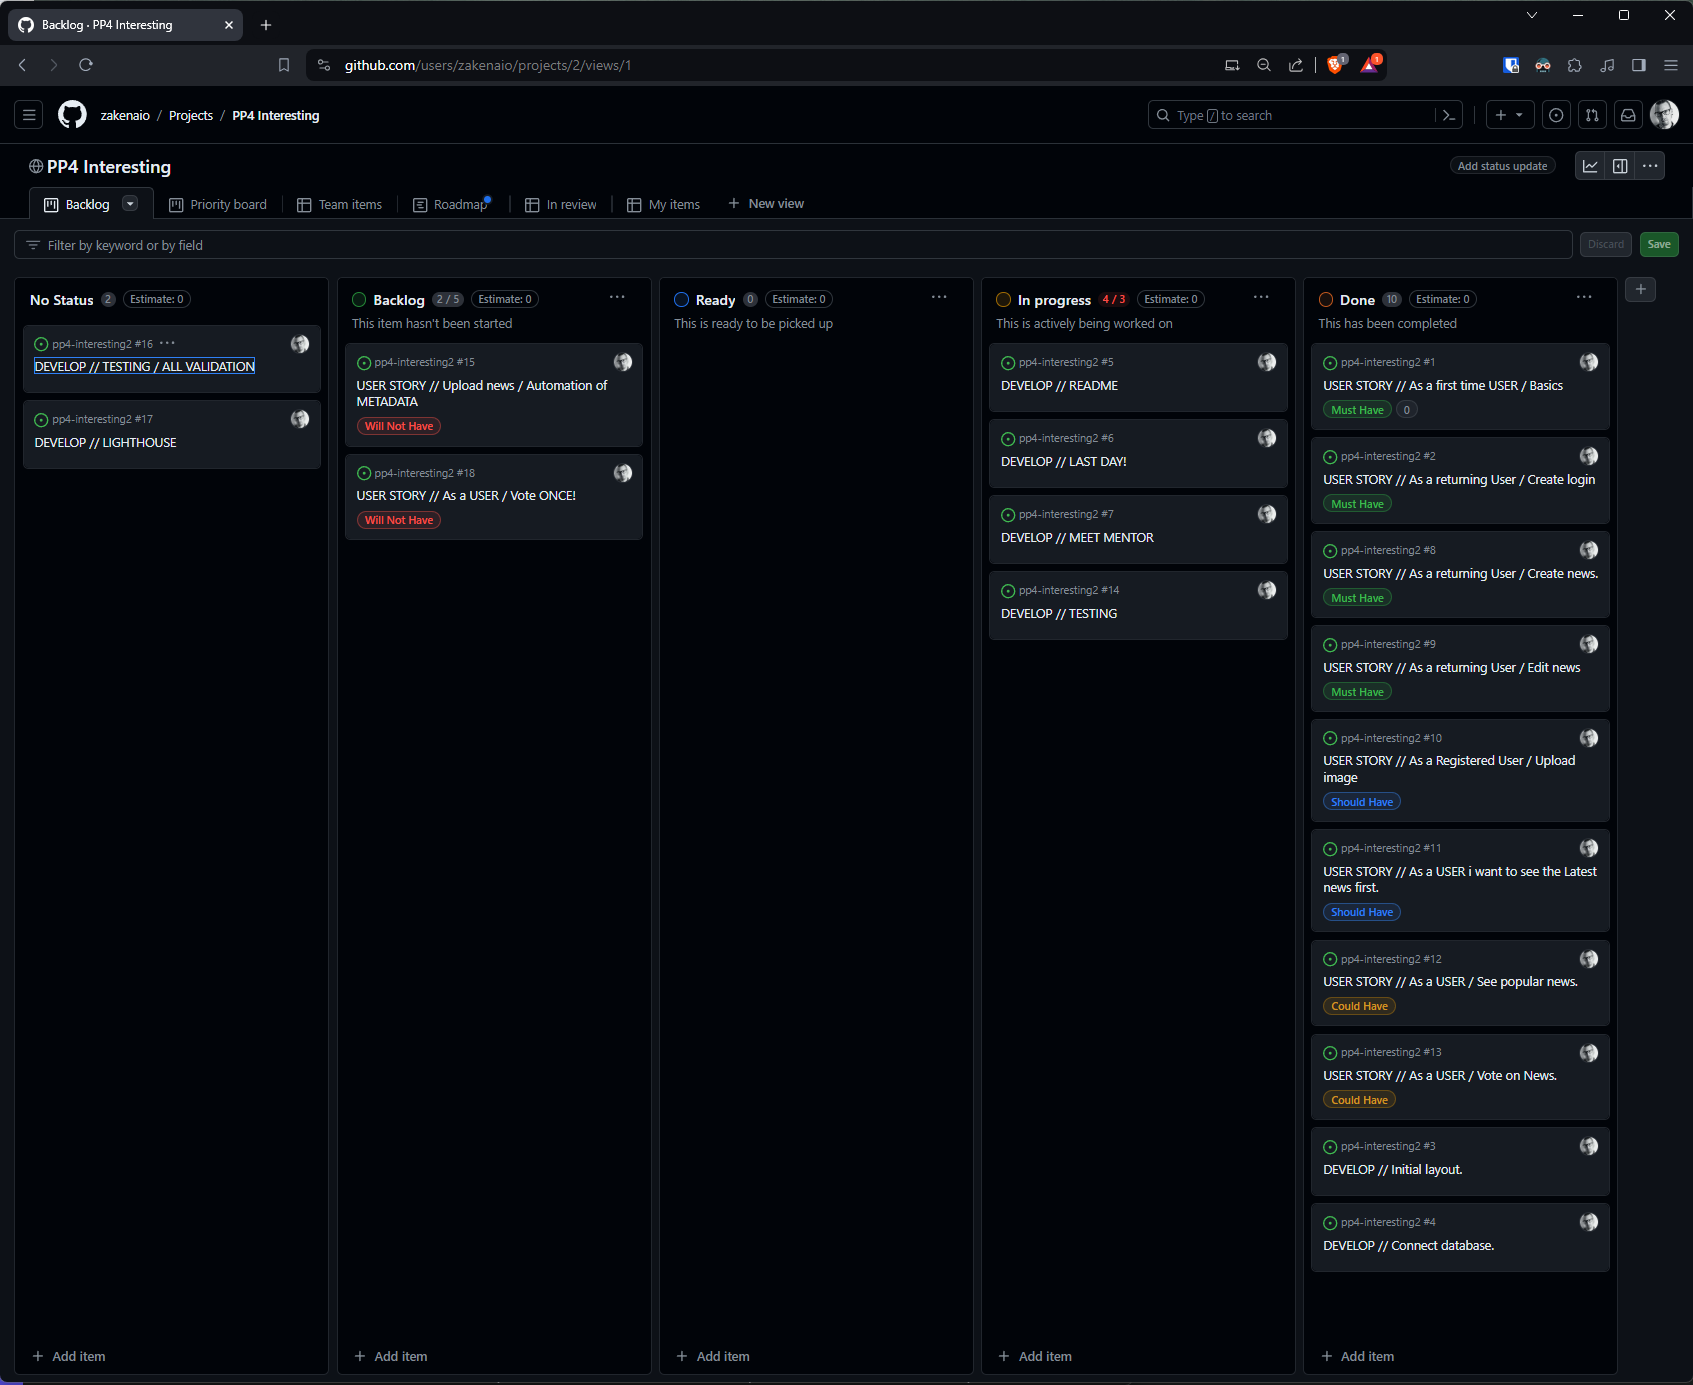 Backlog · PP4 Interesting
github.com/users/zakenaio/projects/2/views/1
1
1
zakenaio / Projects / PP4 Interesting
Type / to search
PP4 Interesting
Add status update
Backlog
Priority board
Team items
Roadmap
In review
My items
New view
Filter by keyword or by field
Discard
Save
No Status 2 Estimate: 0
pp4-interesting2 #16
DEVELOP // TESTING / ALL VALIDATION
pp4-interesting2 #17
DEVELOP // LIGHTHOUSE
Add item
Backlog 2 / 5 Estimate: 0
This item hasn't been started
pp4-interesting2 #15
USER STORY // Upload news / Automation of
METADATA
Will Not Have
pp4-interesting2 #18
USER STORY // As a USER / Vote ONCE!
Will Not Have
Add item
Ready 0 Estimate: 0
This is ready to be picked up
Add item
In progress 4 / 3 Estimate: 0
This is actively being worked on
pp4-interesting2 #5
DEVELOP // README
pp4-interesting2 #6
DEVELOP // LAST DAY!
pp4-interesting2 #7
DEVELOP // MEET MENTOR
pp4-interesting2 #14
DEVELOP // TESTING
Add item
Done 10 Estimate: 0
This has been completed
pp4-interesting2 #1
USER STORY // As a first time USER / Basics
Must Have 0
pp4-interesting2 #2
USER STORY // As a returning User / Create login
Must Have
pp4-interesting2 #8
USER STORY // As a returning User / Create news.
Must Have
pp4-interesting2 #9
USER STORY // As a returning User / Edit news
Must Have
pp4-interesting2 #10
USER STORY // As a Registered User / Upload
image
Should Have
pp4-interesting2 #11
USER STORY // As a USER i want to see the Latest
news first.
Should Have
pp4-interesting2 #12
USER STORY // As a USER / See popular news.
Could Have
pp4-interesting2 #13
USER STORY // As a USER / Vote on News.
Could Have
pp4-interesting2 #3
DEVELOP // Initial layout.
pp4-interesting2 #4
DEVELOP // Connect database.
Add item